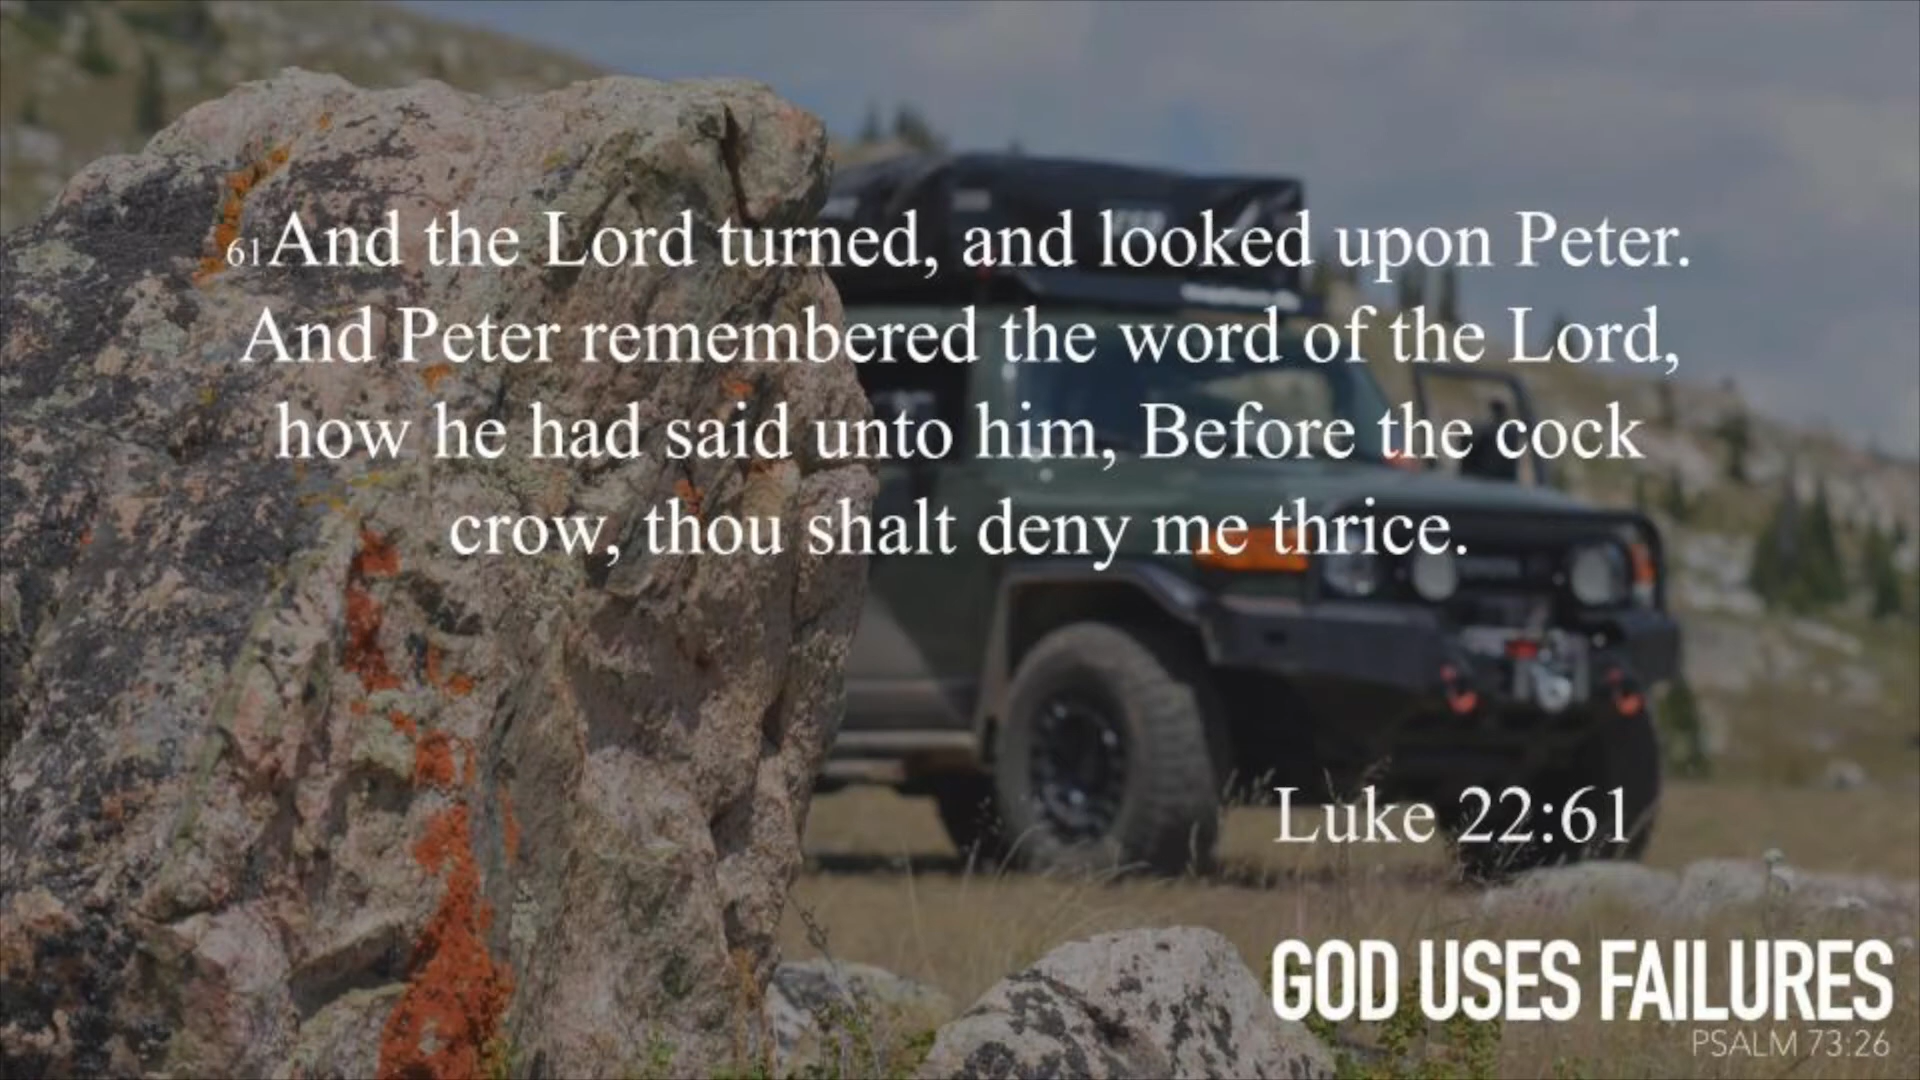 61And the Lord turned, and looked upon Peter.
And Peter remembered the word of the Lord,
how he had said unto him, Before the cock
crow, thou shalt deny me thrice.
Luke 22:61
GOD USES FAILURES
PSALM 73:26